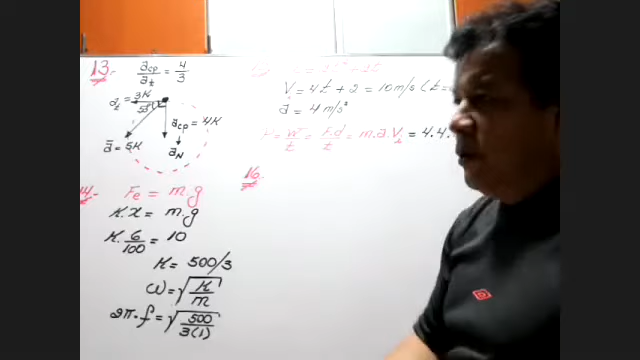 13.- a_cp / a_t = 4/3
a_t = 3K
53°
a_cp = 4K
ā = 5K
a_N
14.- Fe = m.g
K.x = m.g
K. 6/100 = 10
K = 500/3
ω = √(K/m)
2π.f = √(500/3(1))
V = 4t + 2 = 10 m/s (t =
a = 4 m/s²
P = W/t = F.d/t = m.a.V = 4.4.
16.-